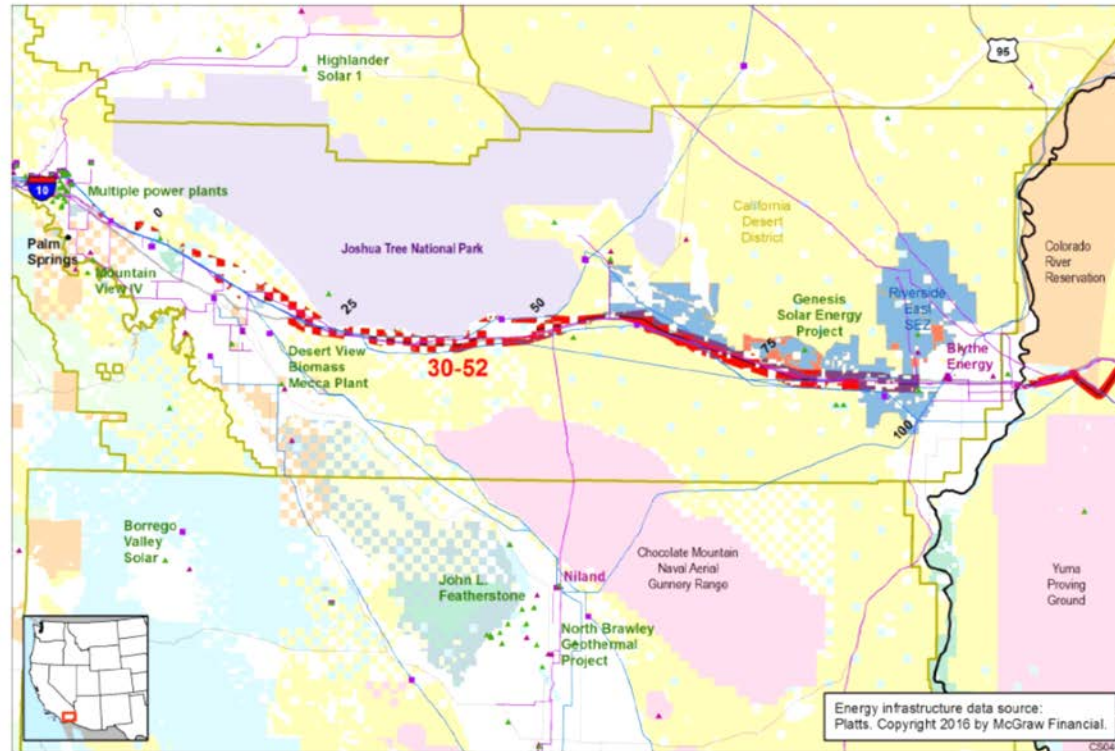 Highlander
Solar 1
95
10
Multiple power plants
0
Palm
Springs
Mountain
View IV
Joshua Tree National Park
California
Desert
District
Colorado
River
Reservation
25
50
Genesis
Solar Energy
Project
Riverside
East
SEZ
75
Blythe
Energy
Desert View
Biomass
Mecca Plant
30-52
100
Borrego
Valley
Solar
John L.
Featherstone
Niland
Chocolate Mountain
Naval Aerial
Gunnery Range
Yuma
Proving
Ground
North Brawley
Geothermal
Project
Energy infrastructure data source:
Platts. Copyright 2016 by McGraw Financial.